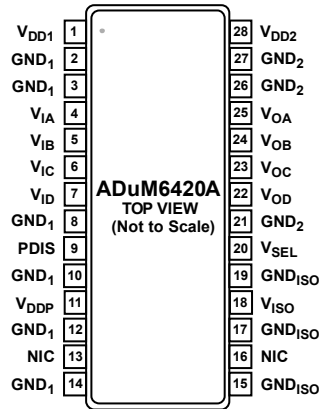 VDD1 1 28 VDD2
GND1 2 27 GND2
GND1 3 26 GND2
VIA 4 25 VOA
VIB 5 24 VOB
VIC 6 23 VOC
VID 7 22 VOD
ADuM6420A
TOP VIEW
(Not to Scale)
GND1 8 21 GND2
PDIS 9 20 VSEL
GND1 10 19 GNDISO
VDDP 11 18 VISO
GND1 12 17 GNDISO
NIC 13 16 NIC
GND1 14 15 GNDISO